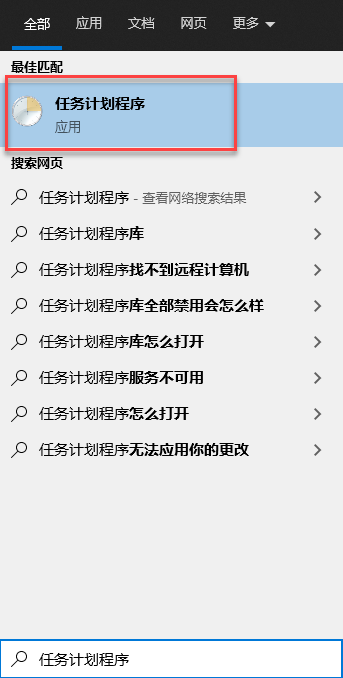 全部 应用 文档 网页 更多
最佳匹配
任务计划程序
应用
搜索网页
任务计划程序 - 查看网络搜索结果
任务计划程序库
任务计划程序找不到远程计算机
任务计划程序库全部禁用会怎么样
任务计划程序库怎么打开
任务计划程序服务不可用
任务计划程序怎么打开
任务计划程序无法应用你的更改
任务计划程序